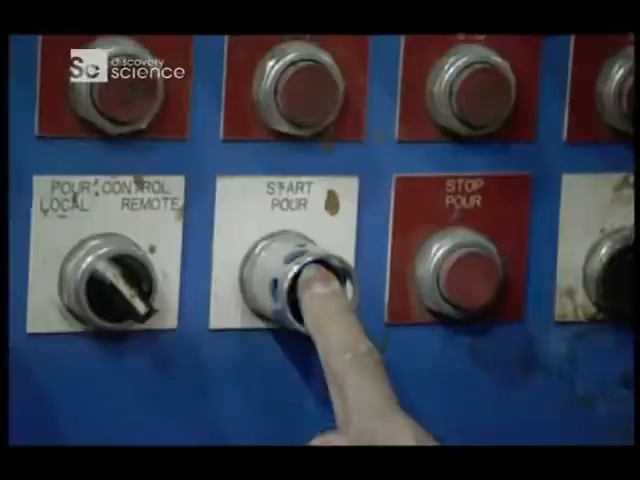 Sc discovery
science
POUR CONTROL
LOCAL REMOTE
START
POUR
STOP
POUR